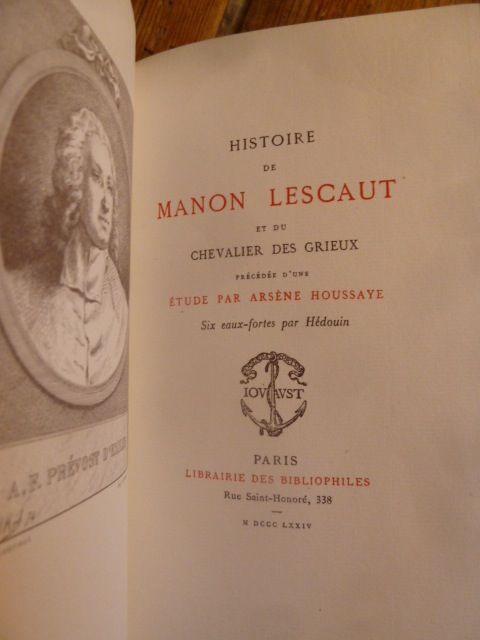 HISTOIRE
DE
MANON LESCAUT
ET DU
CHEVALIER DES GRIEUX
PRÉCÉDÉE D'UNE
ÉTUDE PAR ARSÈNE HOUSSAYE
Six eaux-fortes par Hédouin
IOVAVST
PARIS
LIBRAIRIE DES BIBLIOPHILES
Rue Saint-Honoré, 338
—
M DCCC LXXIV
A. F. PRÉVOST D'EXILES